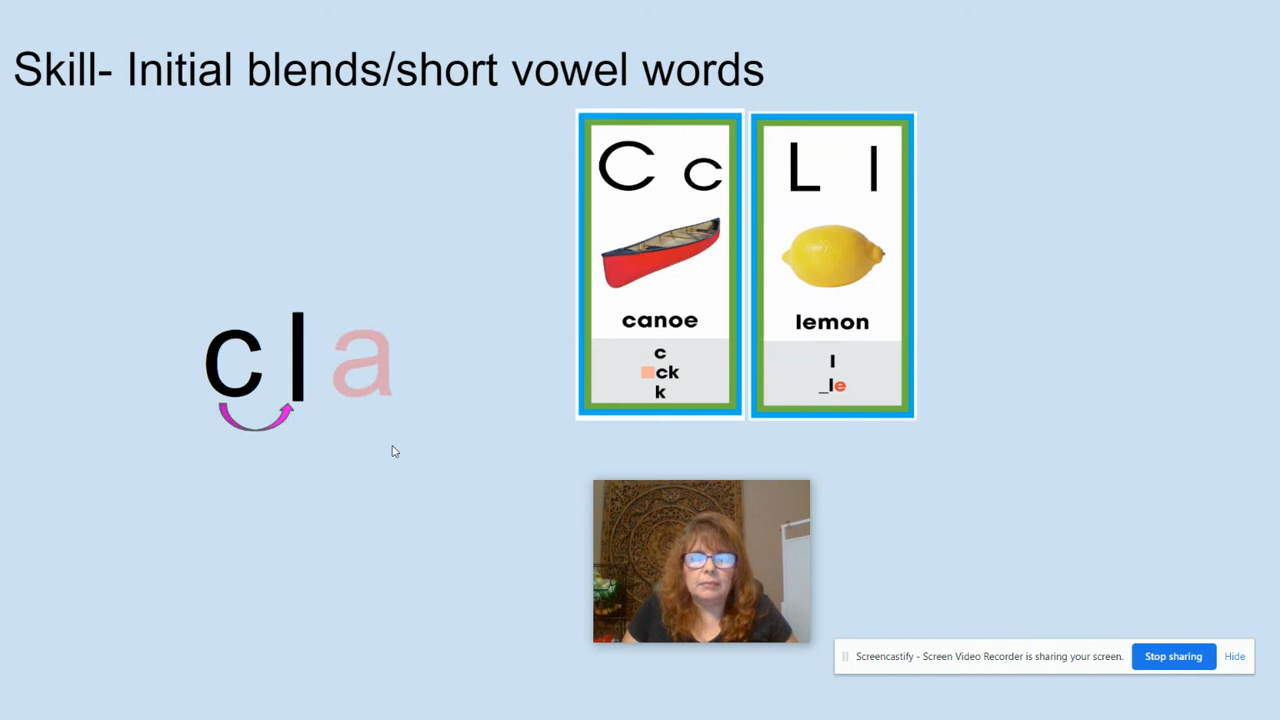 Skill- Initial blends/short vowel words
C c
canoe
c
ck
k
L l
lemon
l
_le
cla
Screencastify - Screen Video Recorder is sharing your screen.
Stop sharing
Hide